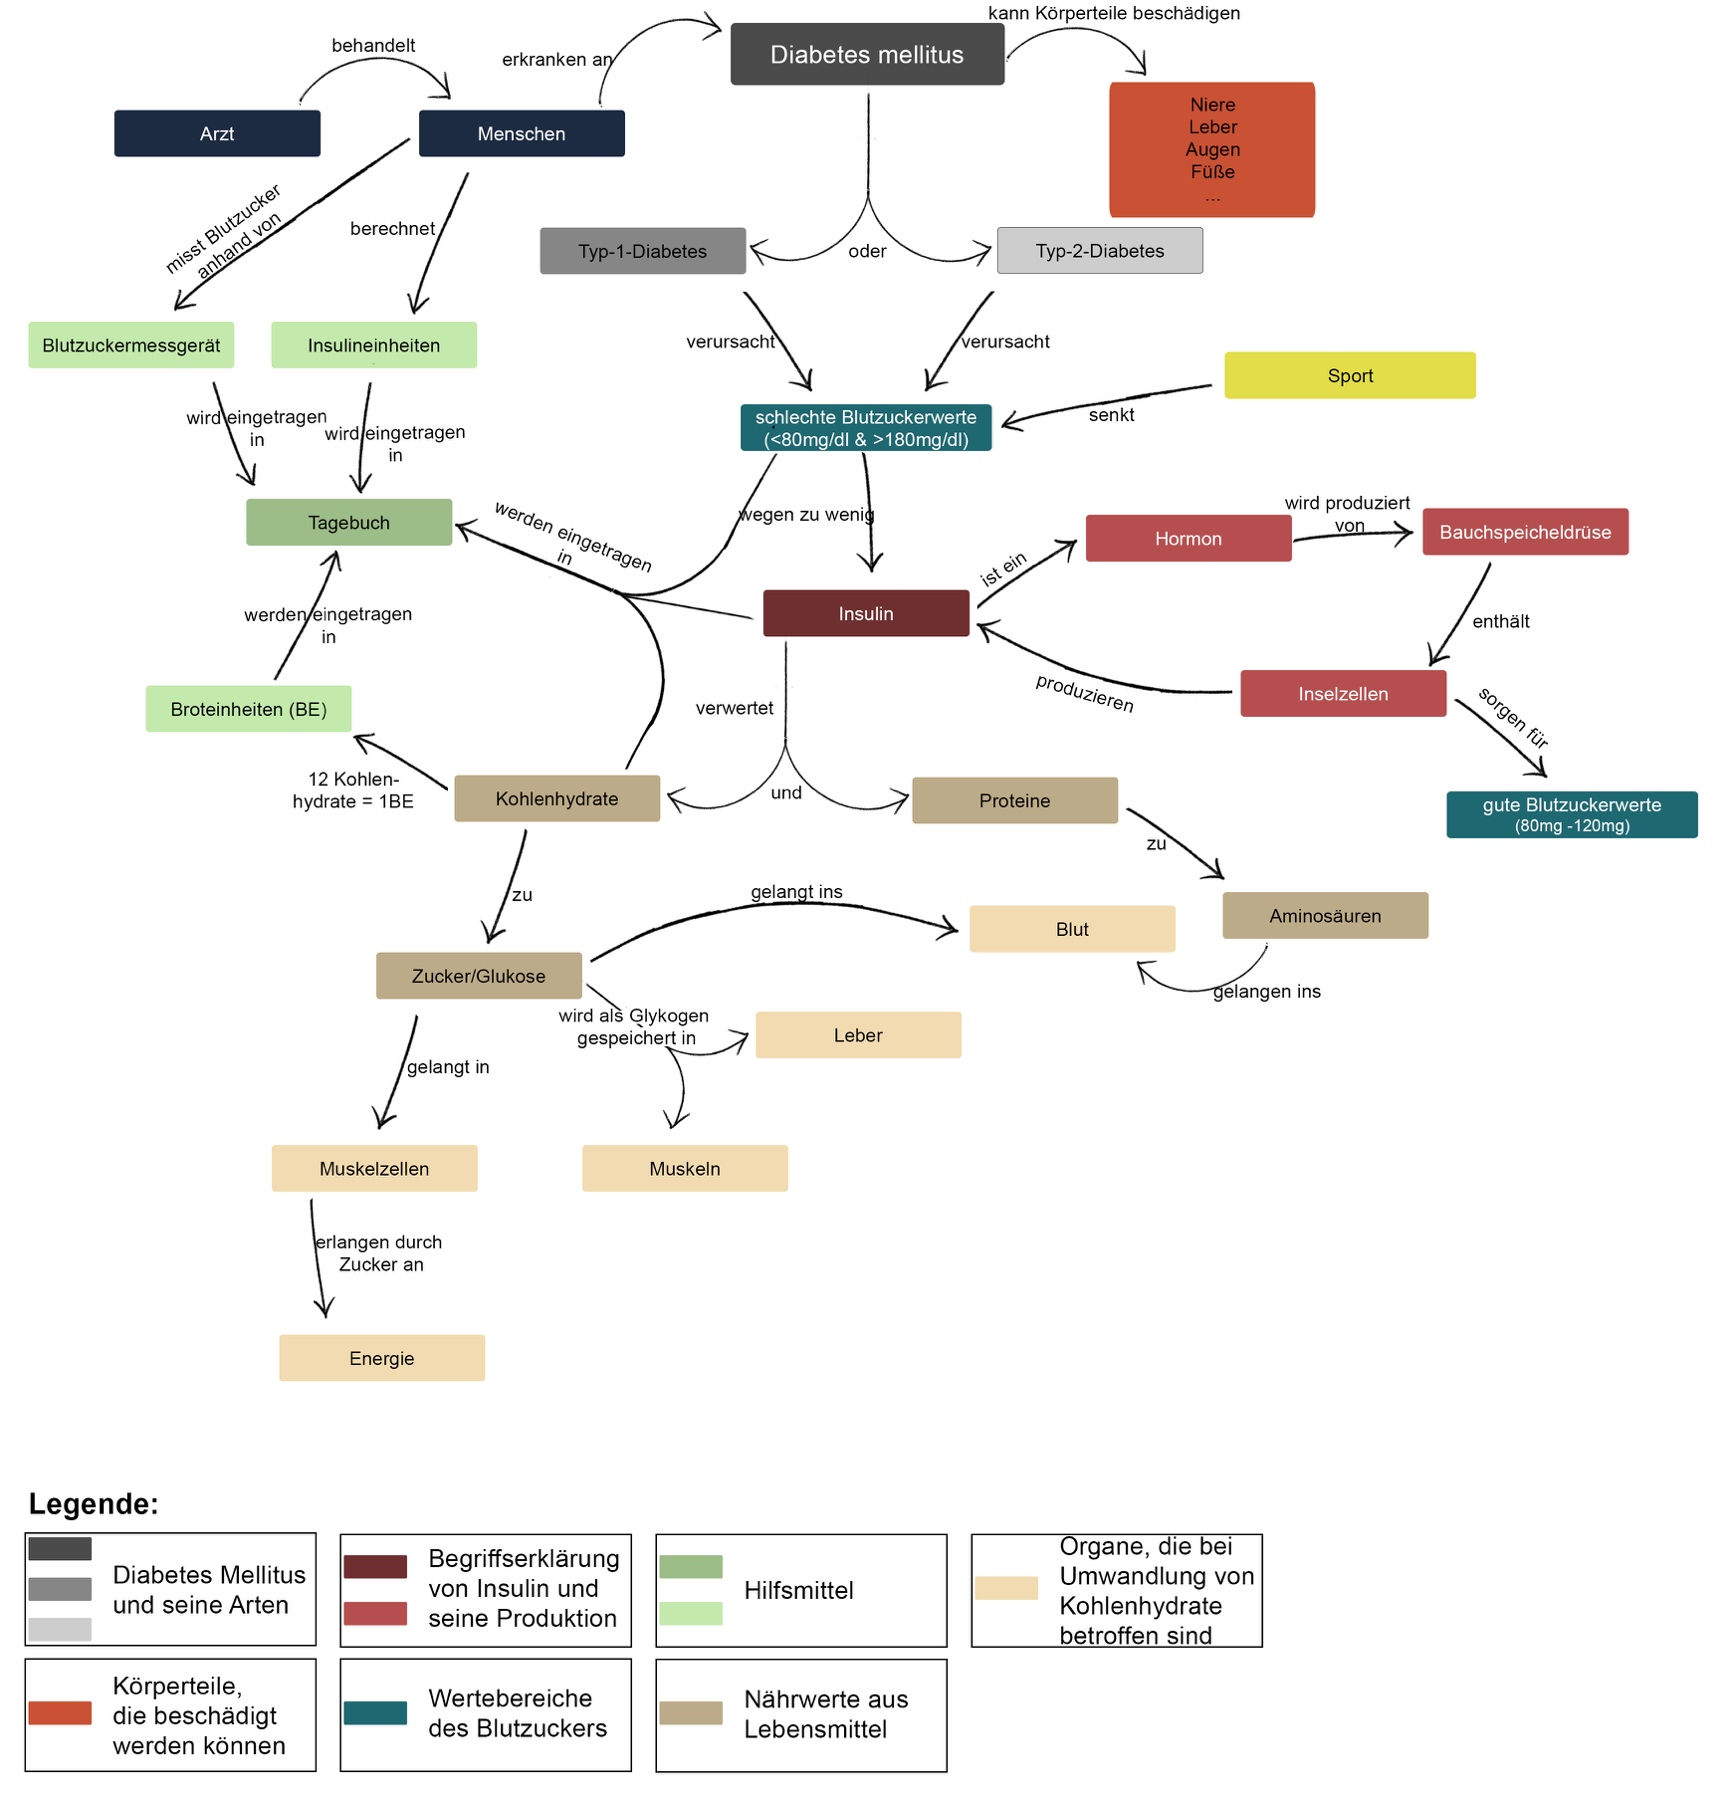 kann Körperteile beschädigen
behandelt
erkranken an
Diabetes mellitus
Arzt
Menschen
Niere
Leber
Augen
Füße
...
misst Blutzucker
anhand von
berechnet
Typ-1-Diabetes
oder
Typ-2-Diabetes
Blutzuckermessgerät
Insulineinheiten
verursacht
verursacht
Sport
wird eingetragen
in
wird eingetragen
in
schlechte Blutzuckerwerte
(<80mg/dl & >180mg/dl)
senkt
Tagebuch
werden eingetragen
in
wegen zu wenig
Hormon
wird produziert
von
Bauchspeicheldrüse
ist ein
werden eingetragen
in
Insulin
enthält
Broteinheiten (BE)
verwertet
produzieren
Inselzellen
sorgen für
12 Kohlen-
hydrate = 1BE
Kohlenhydrate
und
Proteine
gute Blutzuckerwerte
(80mg -120mg)
zu
zu
gelangt ins
Blut
Aminosäuren
Zucker/Glukose
gelangen ins
wird als Glykogen
gespeichert in
Leber
gelangt in
Muskelzellen
Muskeln
erlangen durch
Zucker an
Energie
Legende:
Diabetes Mellitus
und seine Arten
Begriffserklärung
von Insulin und
seine Produktion
Hilfsmittel
Organe, die bei
Umwandlung von
Kohlenhydrate
betroffen sind
Körperteile,
die beschädigt
werden können
Wertebereiche
des Blutzuckers
Nährwerte aus
Lebensmittel